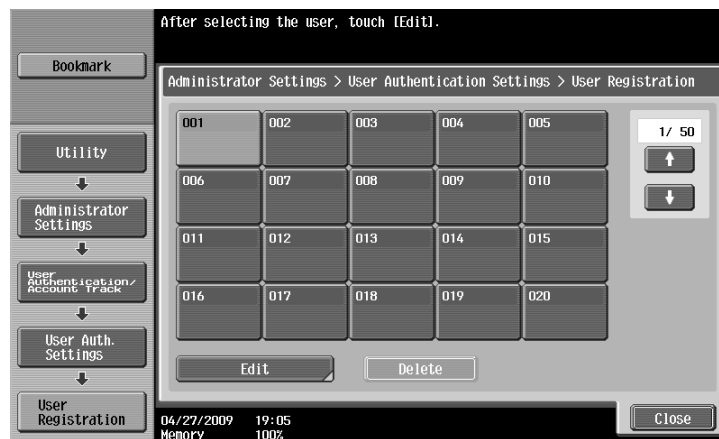 After selecting the user, touch [Edit].
Bookmark
Administrator Settings > User Authentication Settings > User Registration
001 002 003 004 005
1/ 50
Utility
006 007 008 009 010
Administrator
Settings
011 012 013 014 015
User
Authentication/
Account Track
016 017 018 019 020
User Auth.
Settings
Edit Delete
User
Registration
04/27/2009 19:05
Memory 100%
Close